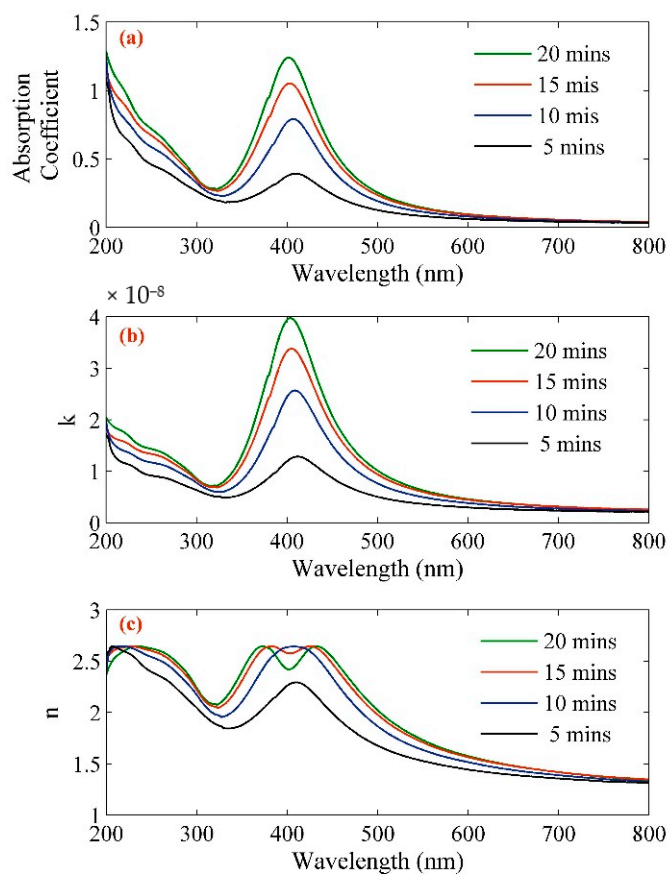 1.5
(a)
20 mins
15 mis
10 mis
5 mins
1
0.5
0
Absorption
Coefficient
200 300 400 500 600 700 800
Wavelength (nm)
× 10⁻⁸
4
(b)
20 mins
15 mins
10 mins
5 mins
3
2
1
0
k
200 300 400 500 600 700 800
Wavelength (nm)
3
(c)
20 mins
15 mins
10 mins
5 mins
2.5
2
1.5
1
n
200 300 400 500 600 700 800
Wavelength (nm)